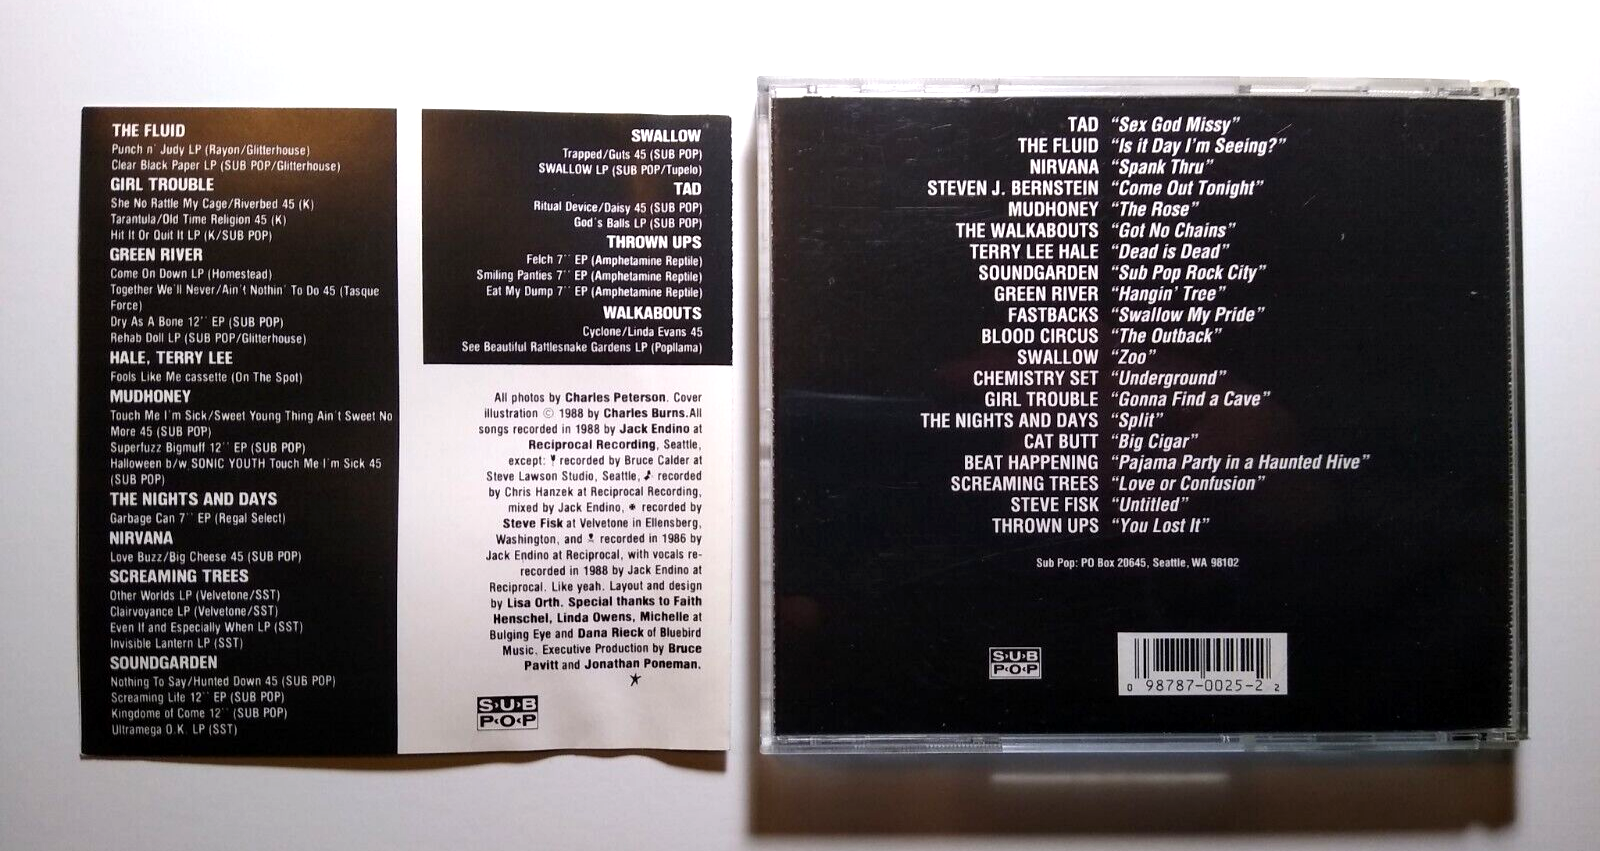 THE FLUID
Punch n' Judy LP (Rayon/Glitterhouse)
Clear Black Paper LP (SUB POP/Glitterhouse)
GIRL TROUBLE
She No Rattle My Cage/Riverbed 45 (K)
Tarantula/Old Time Religion 45 (K)
Hit It Or Quit It LP (K/SUB POP)
GREEN RIVER
Come On Down LP (Homestead)
Together We'll Never/Ain't Nothin' To Do 45 (Tasque
Force)
Dry As A Bone 12'' EP (SUB POP)
Rehab Doll LP (SUB POP/Glitterhouse)
HALE, TERRY LEE
Fools Like Me cassette (On The Spot)
MUDHONEY
Touch Me I'm Sick/Sweet Young Thing Ain't Sweet No
More 45 (SUB POP)
Superfuzz Bigmuff 12'' EP (SUB POP)
Halloween b/w SONIC YOUTH Touch Me I'm Sick 45
(SUB POP)
THE NIGHTS AND DAYS
Garbage Can 7'' EP (Regal Select)
NIRVANA
Love Buzz/Big Cheese 45 (SUB POP)
SCREAMING TREES
Other Worlds LP (Velvetone/SST)
Clairvoyance LP (Velvetone/SST)
Even If and Especially When LP (SST)
Invisible Lantern LP (SST)
SOUNDGARDEN
Nothing To Say/Hunted Down 45 (SUB POP)
Screaming Life 12'' EP (SUB POP)
Kingdome of Come 12'' (SUB POP)
Ultramega O.K. LP (SST)
SWALLOW
Trapped/Guts 45 (SUB POP)
SWALLOW LP (SUB POP/Tupelo)
TAD
Ritual Device/Daisy 45 (SUB POP)
God's Balls LP (SUB POP)
THROWN UPS
Felch 7'' EP (Amphetamine Reptile)
Smiling Panties 7'' EP (Amphetamine Reptile)
Eat My Dump 7'' EP (Amphetamine Reptile)
WALKABOUTS
Cyclone/Linda Evans 45
See Beautiful Rattlesnake Gardens LP (Popllama)
All photos by Charles Peterson. Cover
illustration © 1988 by Charles Burns.All
songs recorded in 1988 by Jack Endino at
Reciprocal Recording, Seattle,
except: recorded by Bruce Calder at
Steve Lawson Studio, Seattle, ♪ recorded
by Chris Hanzek at Reciprocal Recording,
mixed by Jack Endino, * recorded by
Steve Fisk at Velvetone in Ellensberg,
Washington, and recorded in 1986 by
Jack Endino at Reciprocal, with vocals re-
recorded in 1988 by Jack Endino at
Reciprocal. Like yeah. Layout and design
by Lisa Orth. Special thanks to Faith
Henschel, Linda Owens, Michelle at
Bulging Eye and Dana Rieck of Bluebird
Music. Executive Production by Bruce
Pavitt and Jonathan Poneman.
SUB
POP
TAD "Sex God Missy"
THE FLUID "Is it Day I'm Seeing?"
NIRVANA "Spank Thru"
STEVEN J. BERNSTEIN "Come Out Tonight"
MUDHONEY "The Rose"
THE WALKABOUTS "Got No Chains"
TERRY LEE HALE "Dead is Dead"
SOUNDGARDEN "Sub Pop Rock City"
GREEN RIVER "Hangin' Tree"
FASTBACKS "Swallow My Pride"
BLOOD CIRCUS "The Outback"
SWALLOW "Zoo"
CHEMISTRY SET "Underground"
GIRL TROUBLE "Gonna Find a Cave"
THE NIGHTS AND DAYS "Split"
CAT BUTT "Big Cigar"
BEAT HAPPENING "Pajama Party in a Haunted Hive"
SCREAMING TREES "Love or Confusion"
STEVE FISK "Untitled"
THROWN UPS "You Lost It"
Sub Pop: PO Box 20645, Seattle, WA 98102
SUB
POP
0 98787-0025-2 2